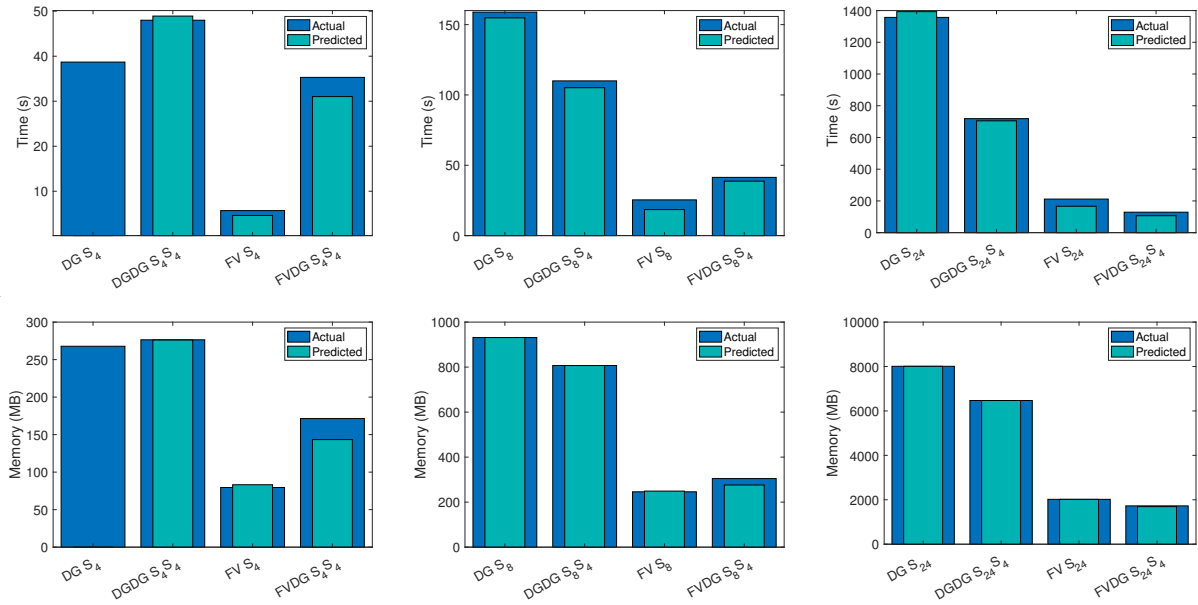 50
40
30
20
10
Time (s)
Actual
Predicted
DG S4
DGDG S4S4
FV S4
FVDG S4S4
150
100
50
0
Time (s)
Actual
Predicted
DG S8
DGDG S8S4
FV S8
FVDG S8S4
1400
1200
1000
800
600
400
200
0
Time (s)
Actual
Predicted
DG S24
DGDG S24S4
FV S24
FVDG S24S4
300
250
200
150
100
50
0
Memory (MB)
Actual
Predicted
DG S4
DGDG S4S4
FV S4
FVDG S4S4
1000
800
600
400
200
0
Memory (MB)
Actual
Predicted
DG S8
DGDG S8S4
FV S8
FVDG S8S4
10000
8000
6000
4000
2000
0
Memory (MB)
Actual
Predicted
DG S24
DGDG S24S4
FV S24
FVDG S24S4